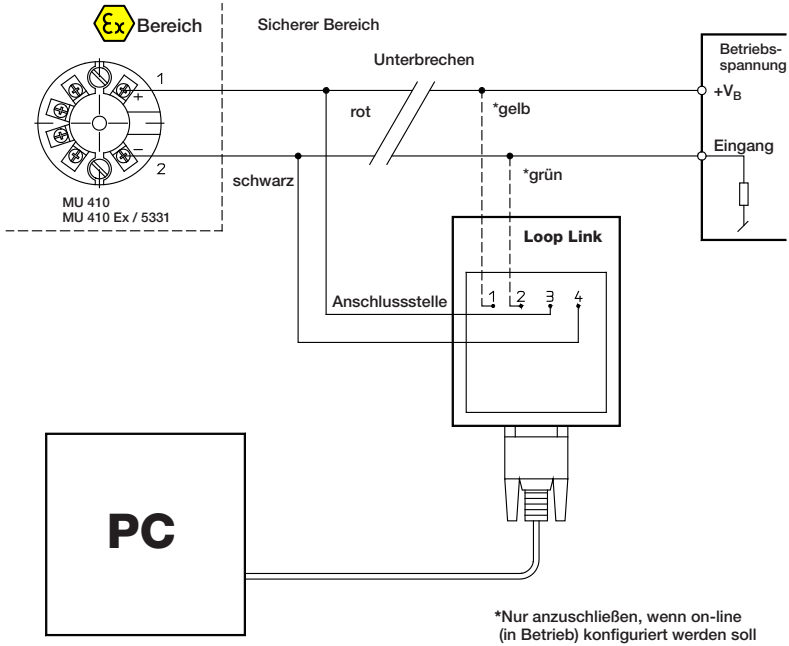 Ex Bereich
Sicherer Bereich
Unterbrechen
Betriebs-
spannung
1
+
rot
*gelb
+V_B
Eingang
–
2
schwarz
*grün
MU 410
MU 410 Ex / 5331
Loop Link
Anschlussstelle
1 2 3 4
PC
*Nur anzuschließen, wenn on-line
(in Betrieb) konfiguriert werden soll